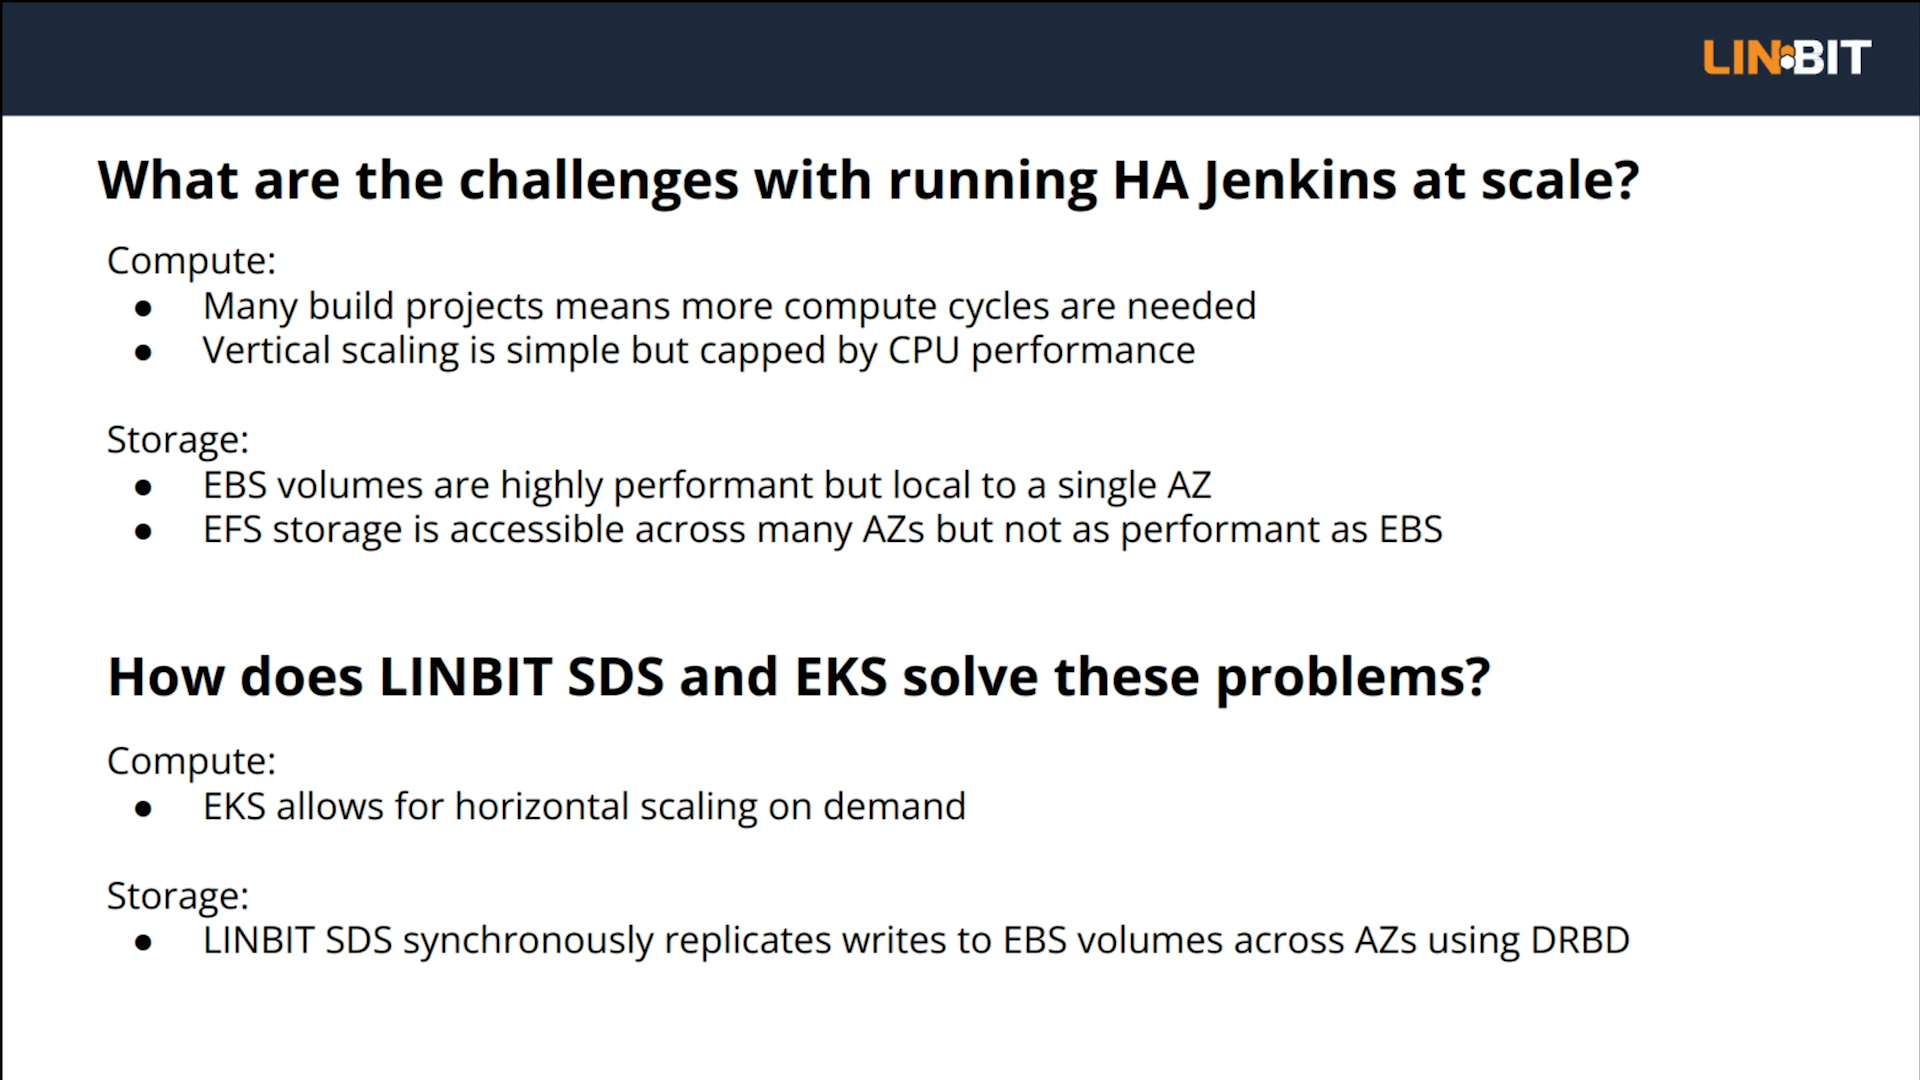 LINBIT
What are the challenges with running HA Jenkins at scale?
Compute:
● Many build projects means more compute cycles are needed
● Vertical scaling is simple but capped by CPU performance
Storage:
● EBS volumes are highly performant but local to a single AZ
● EFS storage is accessible across many AZs but not as performant as EBS
How does LINBIT SDS and EKS solve these problems?
Compute:
● EKS allows for horizontal scaling on demand
Storage:
● LINBIT SDS synchronously replicates writes to EBS volumes across AZs using DRBD